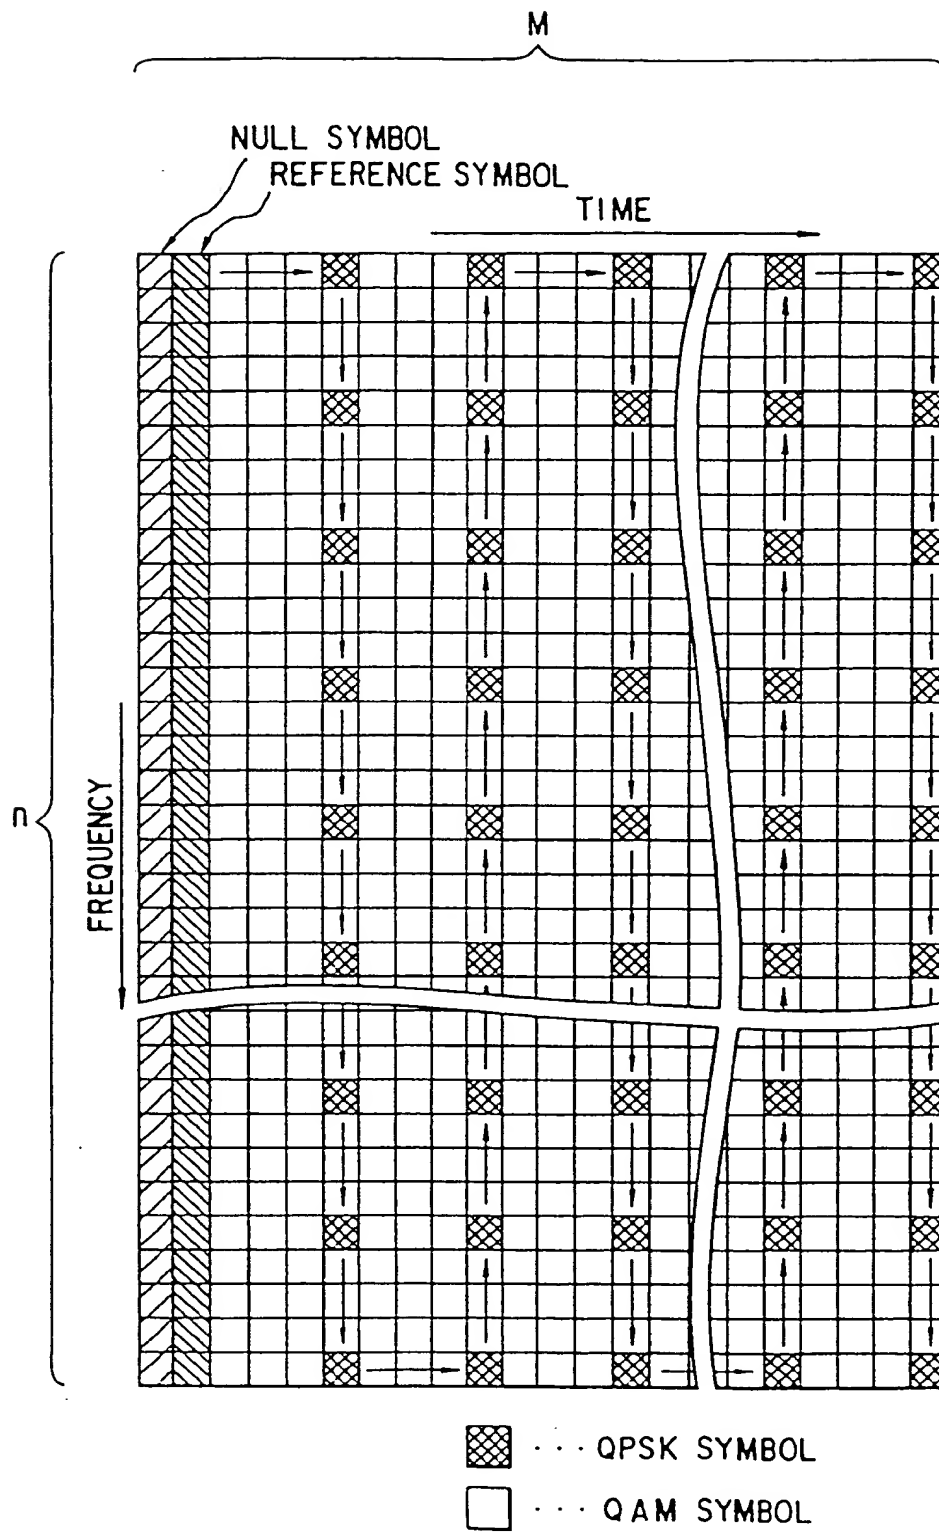 M
NULL SYMBOL
REFERENCE SYMBOL
TIME
n
FREQUENCY
··· QPSK SYMBOL
··· QAM SYMBOL